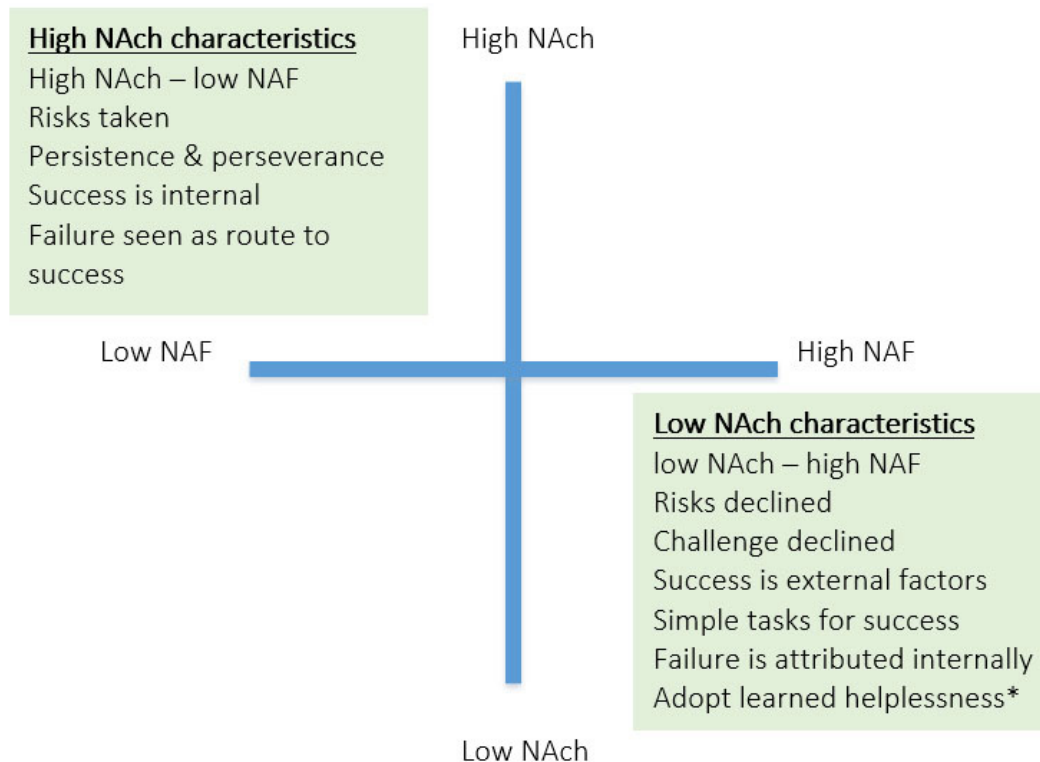 High NAch characteristics
High NAch – low NAF
Risks taken
Persistence & perseverance
Success is internal
Failure seen as route to
success
High NAch
Low NAF
High NAF
Low NAch characteristics
low NAch – high NAF
Risks declined
Challenge declined
Success is external factors
Simple tasks for success
Failure is attributed internally
Adopt learned helplessness*
Low NAch